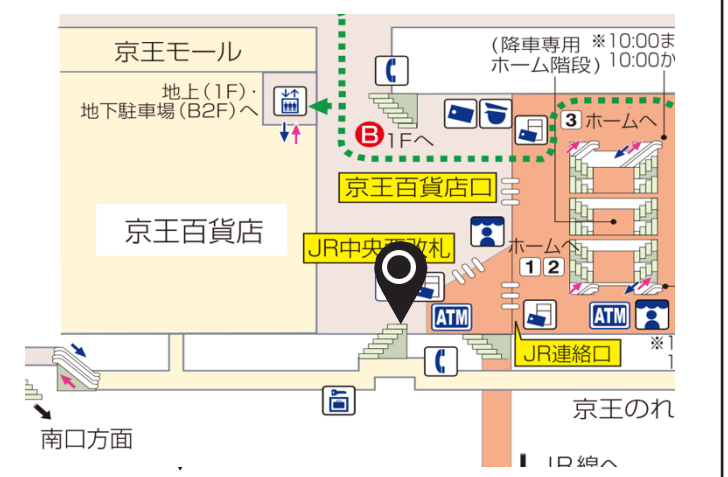 京王モール
(降車専用
ホーム階段)
※10:00ま
10:00か
地上(1F)・
地下駐車場(B2F)へ
B
1Fへ
3 ホームへ
京王百貨店口
京王百貨店
JR中央西改札
ホームへ
1 2
ATM
ATM
JR連絡口
※1
1
京王のれ
南口方面
JR線へ